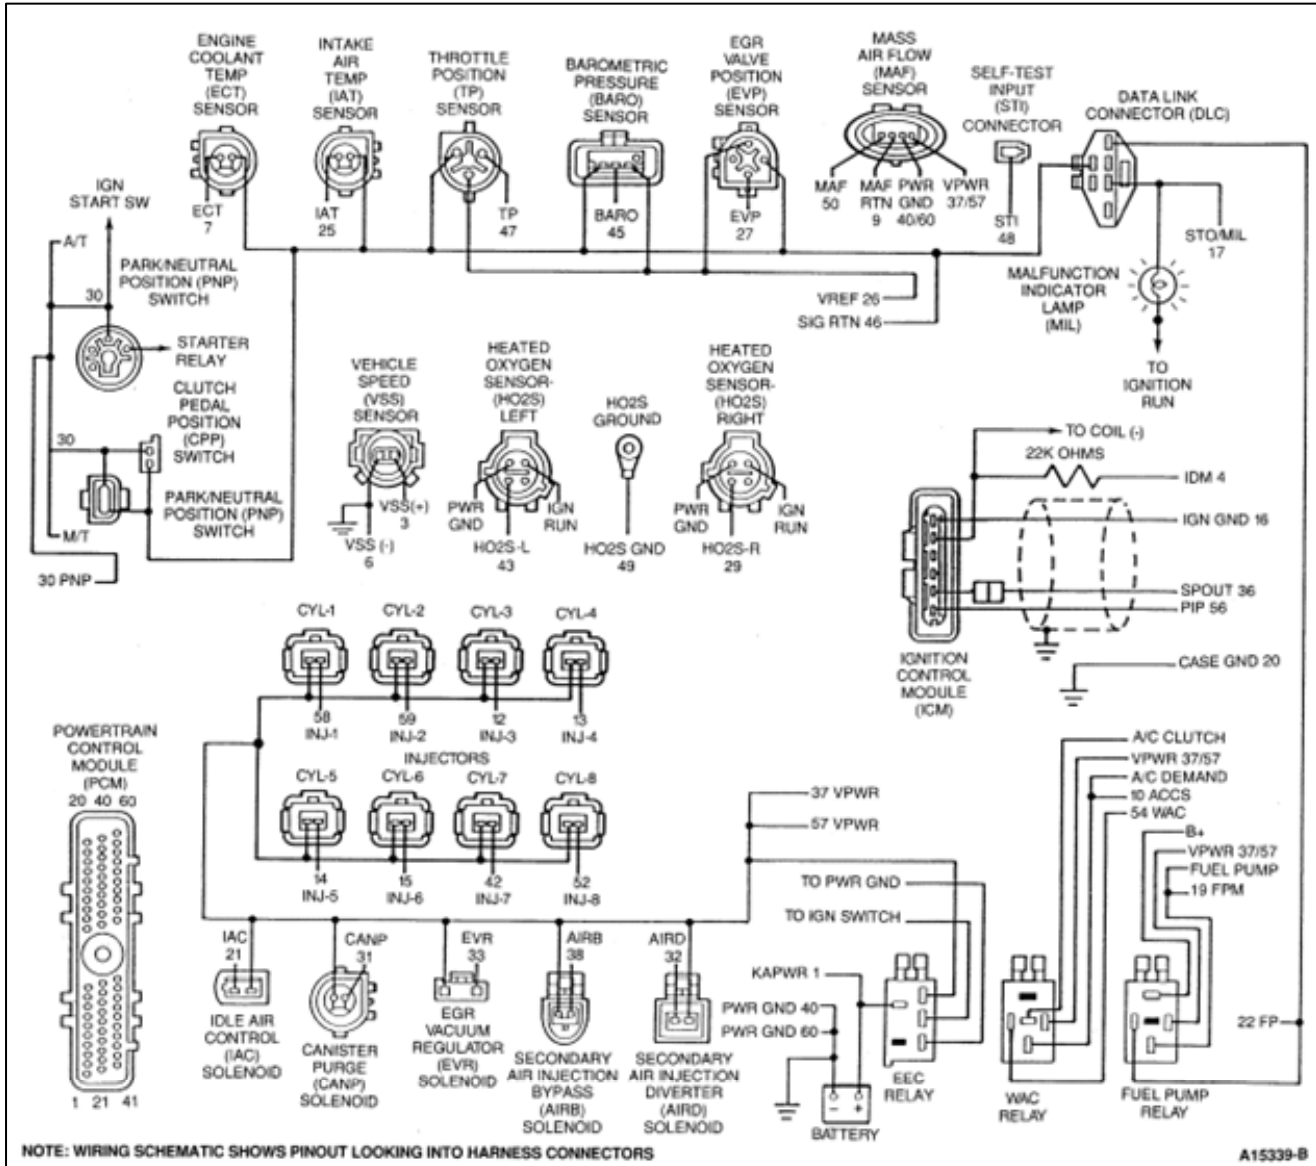 ENGINE
COOLANT
TEMP
(ECT)
SENSOR
INTAKE
AIR
TEMP
(IAT)
SENSOR
THROTTLE
POSITION
(TP)
SENSOR
BAROMETRIC
PRESSURE
(BARO)
SENSOR
EGR
VALVE
POSITION
(EVP)
SENSOR
MASS
AIR FLOW
(MAF)
SENSOR
SELF-TEST
INPUT
(STI)
CONNECTOR
DATA LINK
CONNECTOR (DLC)
ECT
7
IAT
25
TP
47
BARO
45
EVP
27
MAF
50
MAF
RTN
9
PWR
GND
40/60
VPWR
37/57
STI
48
STO/MIL
17
MALFUNCTION
INDICATOR
LAMP
(MIL)
TO
IGNITION
RUN
VREF 26
SIG RTN 46
IGN
START SW
A/T
PARK/NEUTRAL
POSITION (PNP)
SWITCH
30
STARTER
RELAY
CLUTCH
PEDAL
POSITION
(CPP)
SWITCH
30
PARK/NEUTRAL
POSITION (PNP)
SWITCH
M/T
30 PNP
VEHICLE
SPEED
(VSS)
SENSOR
VSS(+)
3
VSS (-)
6
HEATED
OXYGEN
SENSOR-
(HO2S)
LEFT
PWR
GND
IGN
RUN
HO2S-L
43
HO2S
GROUND
HO2S GND
49
HEATED
OXYGEN
SENSOR-
(HO2S)
RIGHT
PWR
GND
IGN
RUN
HO2S-R
29
TO COIL (-)
22K OHMS
IDM 4
IGN GND 16
SPOUT 36
PIP 56
CASE GND 20
IGNITION
CONTROL
MODULE
(ICM)
CYL-1
CYL-2
CYL-3
CYL-4
58
INJ-1
59
INJ-2
12
INJ-3
13
INJ-4
INJECTORS
CYL-5
CYL-6
CYL-7
CYL-8
14
INJ-5
15
INJ-6
42
INJ-7
52
INJ-8
POWERTRAIN
CONTROL
MODULE
(PCM)
20 40 60
1 21 41
37 VPWR
57 VPWR
TO PWR GND
TO IGN SWITCH
KAPWR 1
PWR GND 40
PWR GND 60
BATTERY
- +
EEC
RELAY
A/C CLUTCH
VPWR 37/57
A/C DEMAND
10 ACCS
54 WAC
B+
VPWR 37/57
FUEL PUMP
19 FPM
22 FP
WAC
RELAY
FUEL PUMP
RELAY
IAC
21
IDLE AIR
CONTROL
(IAC)
SOLENOID
CANP
31
CANISTER
PURGE
(CANP)
SOLENOID
EVR
33
EGR
VACUUM
REGULATOR
(EVR)
SOLENOID
AIRB
38
SECONDARY
AIR INJECTION
BYPASS
(AIRB)
SOLENOID
AIRD
32
SECONDARY
AIR INJECTION
DIVERTER
(AIRD)
SOLENOID
NOTE: WIRING SCHEMATIC SHOWS PINOUT LOOKING INTO HARNESS CONNECTORS
A15339-B